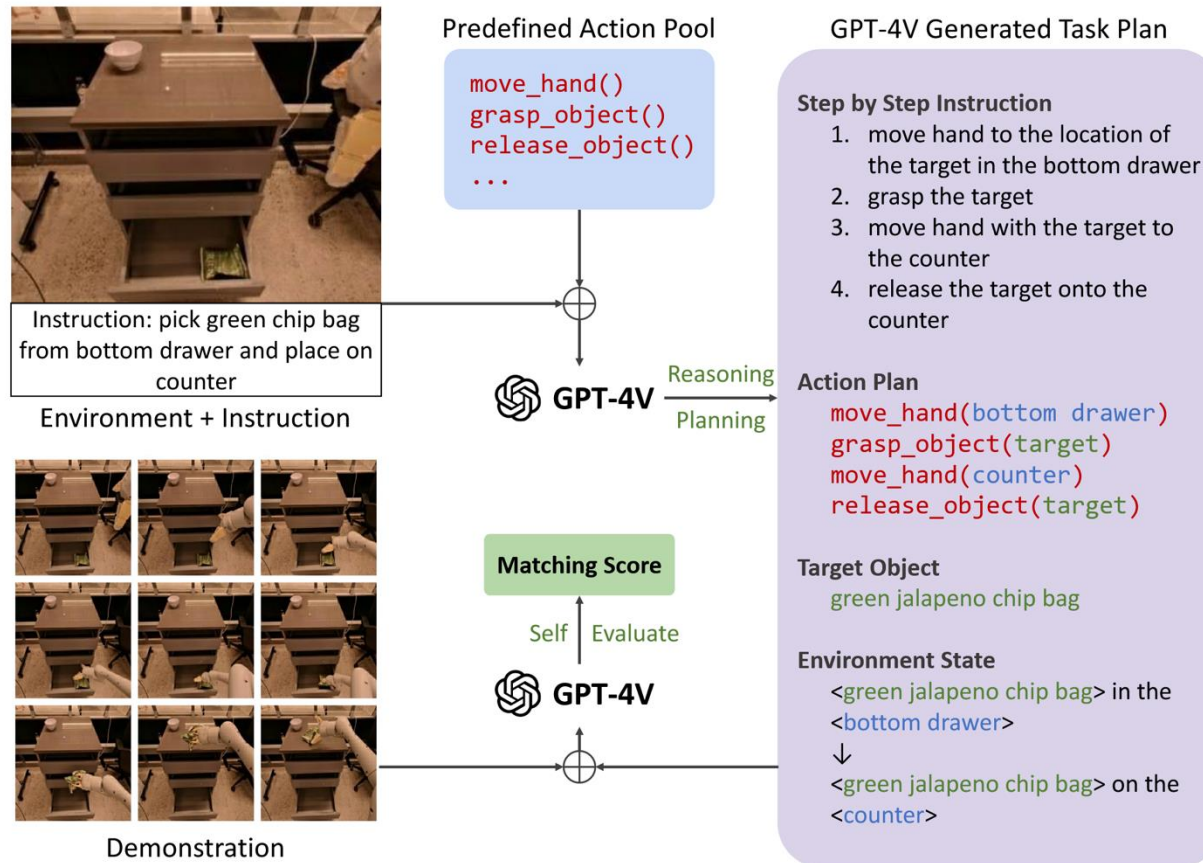 Predefined Action Pool
move_hand()
grasp_object()
release_object()
...
Instruction: pick green chip bag
from bottom drawer and place on
counter
Environment + Instruction
GPT-4V
Reasoning
Planning
GPT-4V Generated Task Plan
Step by Step Instruction
1. move hand to the location of
the target in the bottom drawer
2. grasp the target
3. move hand with the target to
the counter
4. release the target onto the
counter
Action Plan
move_hand(bottom drawer)
grasp_object(target)
move_hand(counter)
release_object(target)
Target Object
green jalapeno chip bag
Environment State
<green jalapeno chip bag> in the
<bottom drawer>
↓
<green jalapeno chip bag> on the
<counter>
Matching Score
Self Evaluate
GPT-4V
Demonstration